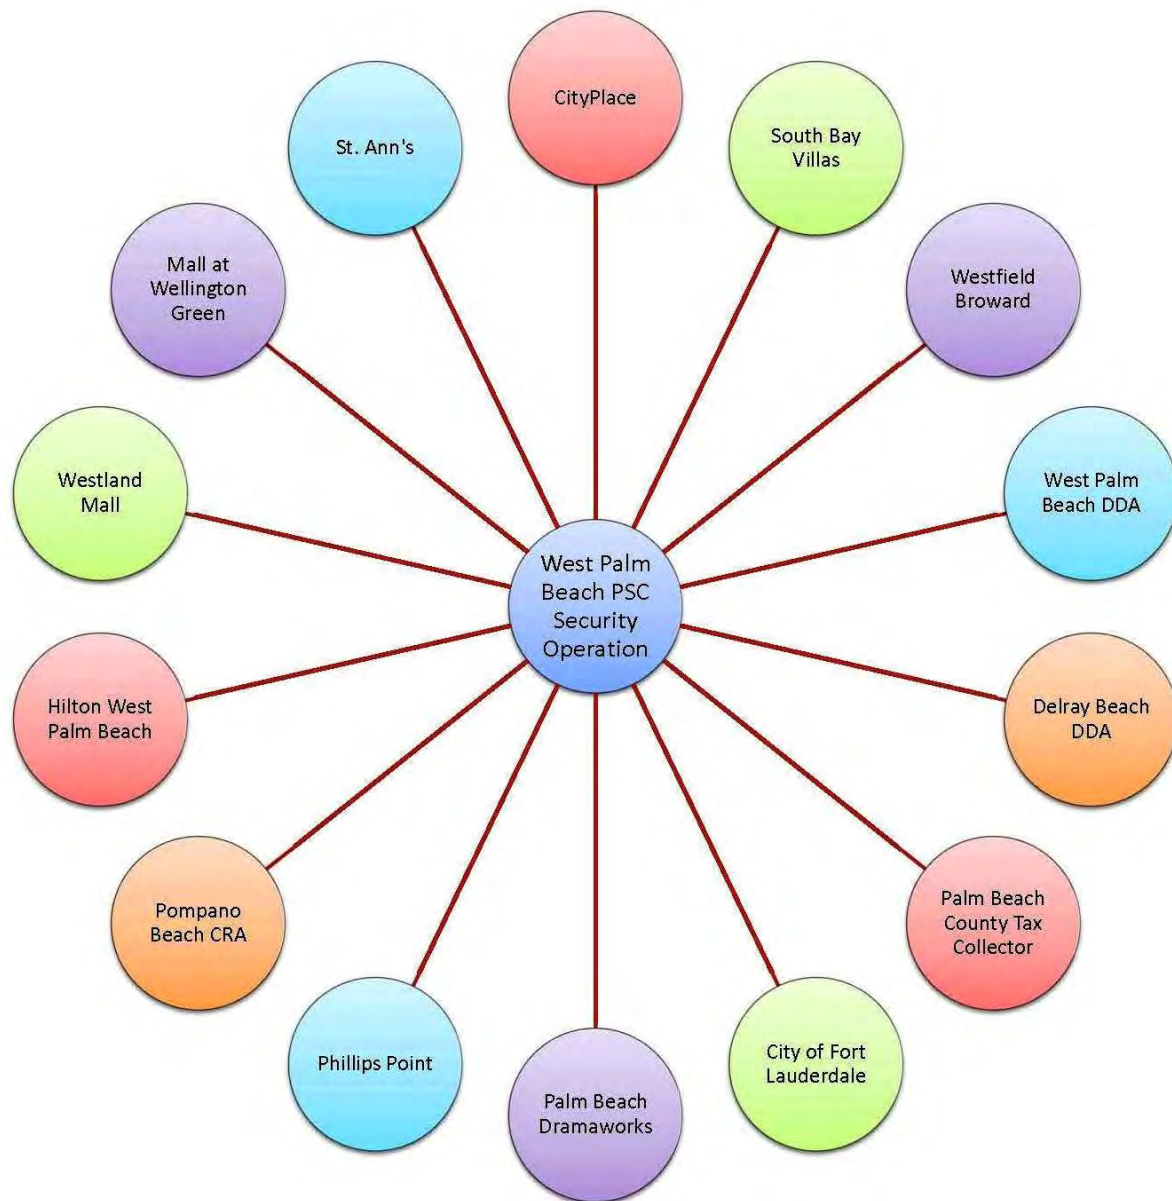 CityPlace
St. Ann's
South Bay
Villas
Mall at
Wellington
Green
Westfield
Broward
Westland
Mall
West Palm
Beach DDA
West Palm
Beach PSC
Security
Operation
Hilton West
Palm Beach
Delray Beach
DDA
Pompano
Beach CRA
Palm Beach
County Tax
Collector
Phillips Point
City of Fort
Lauderdale
Palm Beach
Dramaworks